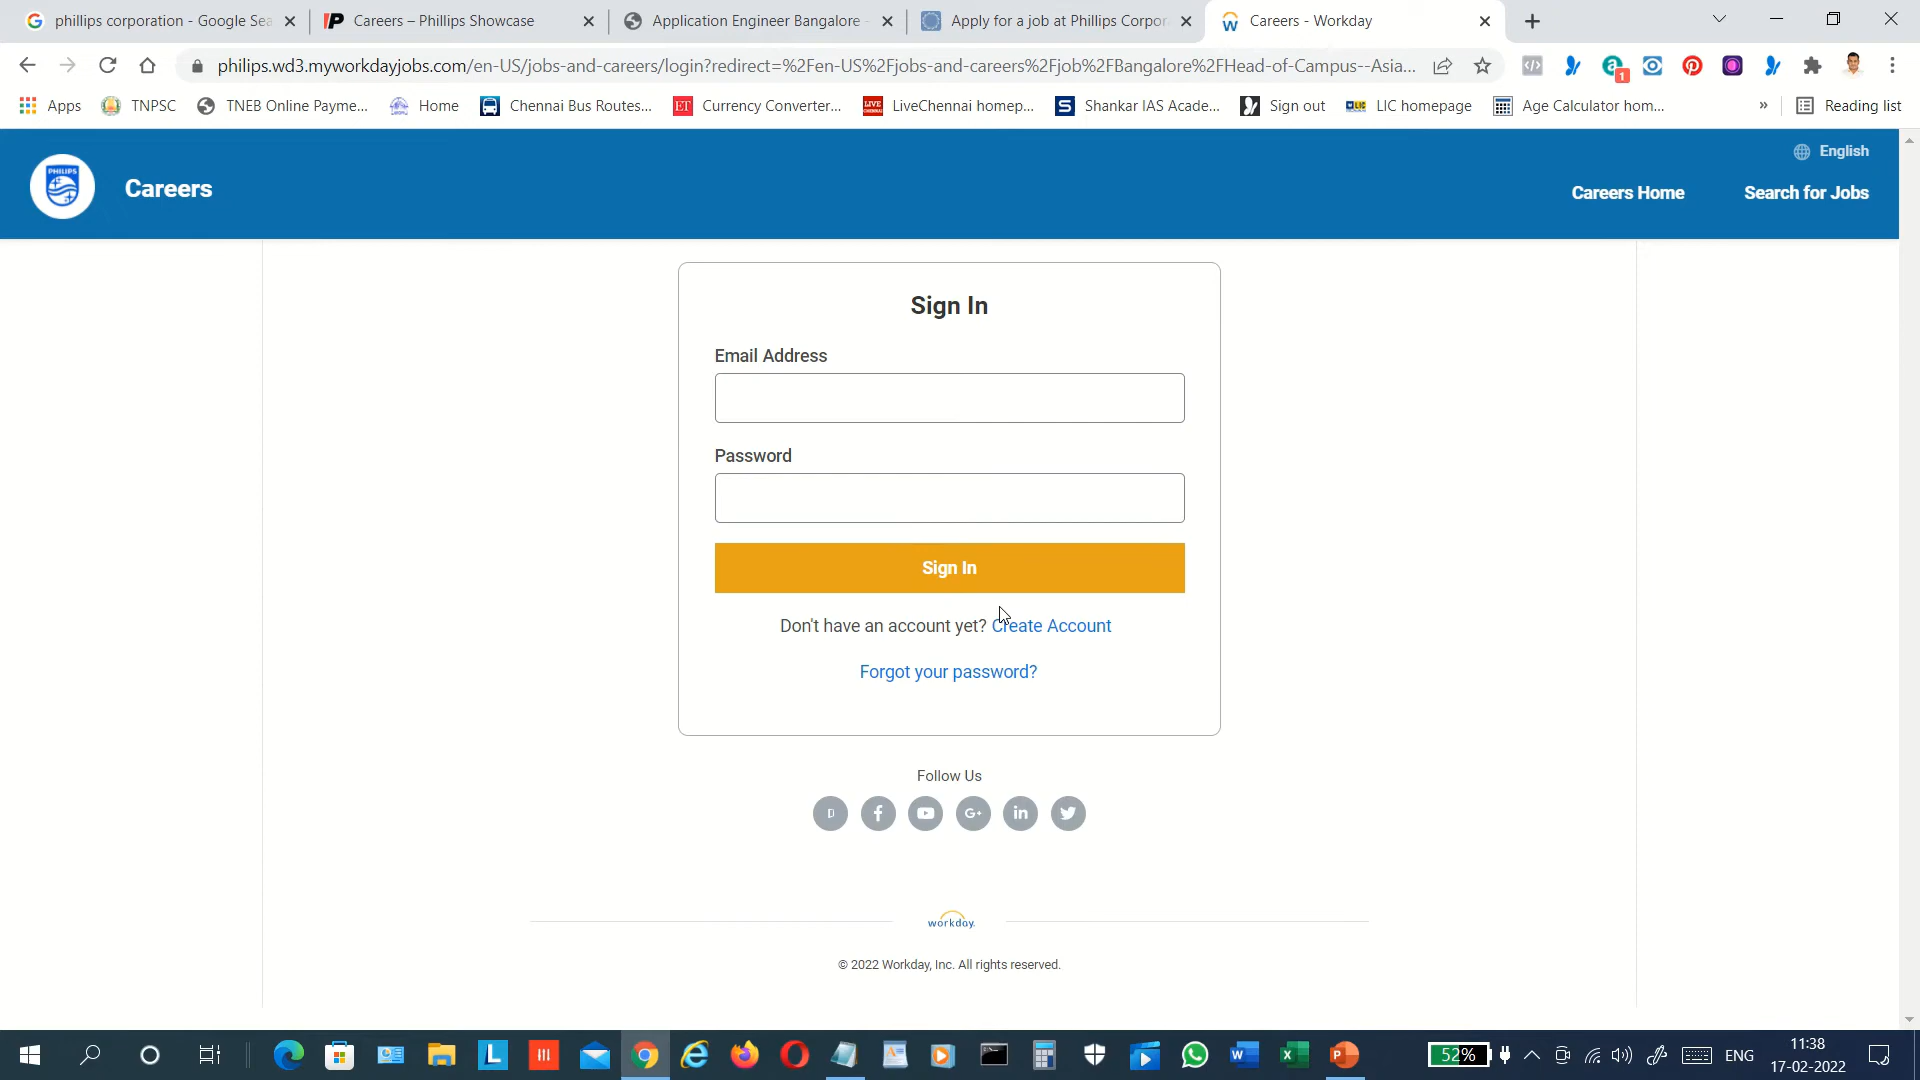 phillips corporation - Google Sea
Careers – Phillips Showcase
Application Engineer Bangalore -
Apply for a job at Phillips Corpor
Careers - Workday
philips.wd3.myworkdayjobs.com/en-US/jobs-and-careers/login?redirect=%2Fen-US%2Fjobs-and-careers%2Fjob%2FBangalore%2FHead-of-Campus--Asia...
1
Apps
TNPSC
TNEB Online Payme...
Home
Chennai Bus Routes...
ET
Currency Converter...
LIVE
LiveChennai homep...
S
Shankar IAS Acade...
Sign out
LIC
LIC homepage
Age Calculator hom...
»
Reading list
English
PHILIPS
Careers
Careers Home
Search for Jobs
Sign In
Email Address
Password
Sign In
Don't have an account yet? Create Account
Forgot your password?
Follow Us
workday.
© 2022 Workday, Inc. All rights reserved.
52%
ENG
11:38
17-02-2022